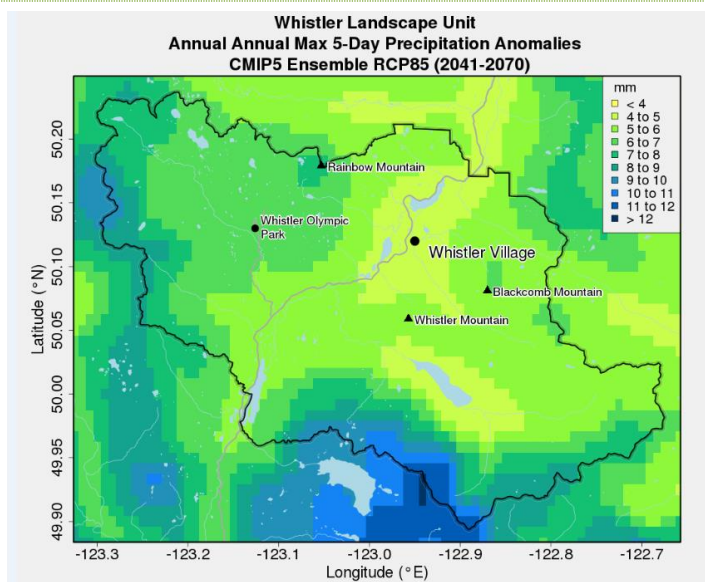 Whistler Landscape Unit
Annual Annual Max 5-Day Precipitation Anomalies
CMIP5 Ensemble RCP85 (2041-2070)
mm
< 4
4 to 5
5 to 6
6 to 7
7 to 8
8 to 9
9 to 10
10 to 11
11 to 12
> 12
Rainbow Mountain
Whistler Olympic
Park
Whistler Village
Blackcomb Mountain
Whistler Mountain
Latitude (°N)
50.20
50.15
50.10
50.05
50.00
49.95
49.90
-123.3
-123.2
-123.1
-123.0
-122.9
-122.8
-122.7
Longitude (°E)